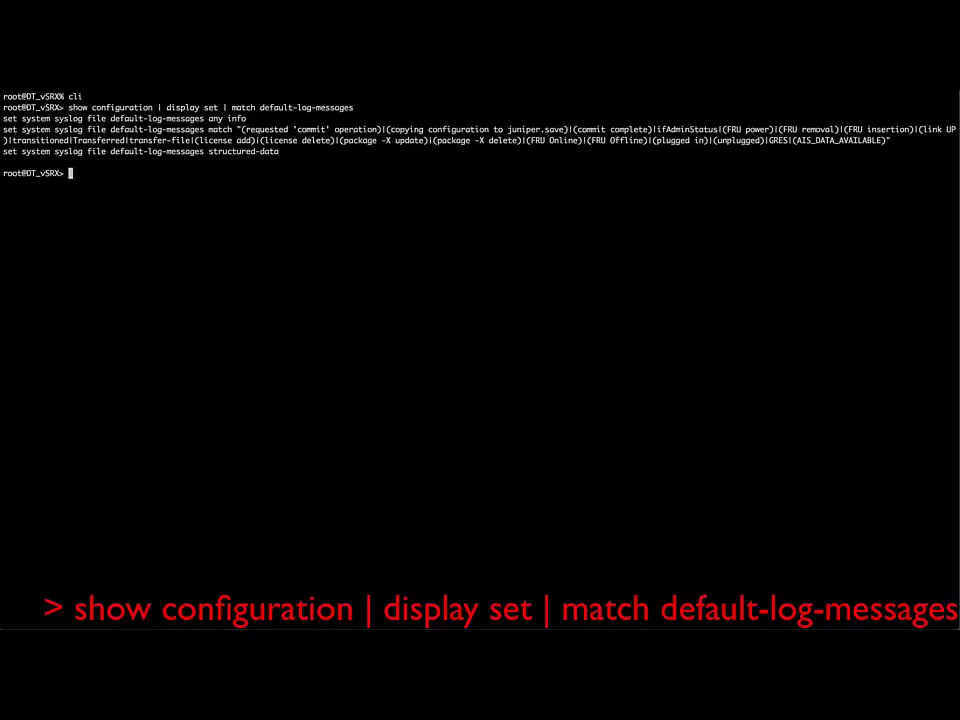 root@DT_vSRX% cli
root@DT_vSRX> show configuration | display set | match default-log-messages
set system syslog file default-log-messages any info
set system syslog file default-log-messages match "(requested 'commit' operation)|(copying configuration to juniper.save)|(commit complete)|ifAdminStatus|(FRU power)|(FRU removal)|(FRU insertion)|(link UP
)|transitioned|Transferred|transfer-file|(license add)|(license delete)|(package -X update)|(package -X delete)|(FRU Online)|(FRU Offline)|(plugged in)|(unplugged)|GRES|(AIS_DATA_AVAILABLE)"
set system syslog file default-log-messages structured-data
root@DT_vSRX>
> show configuration | display set | match default-log-messages